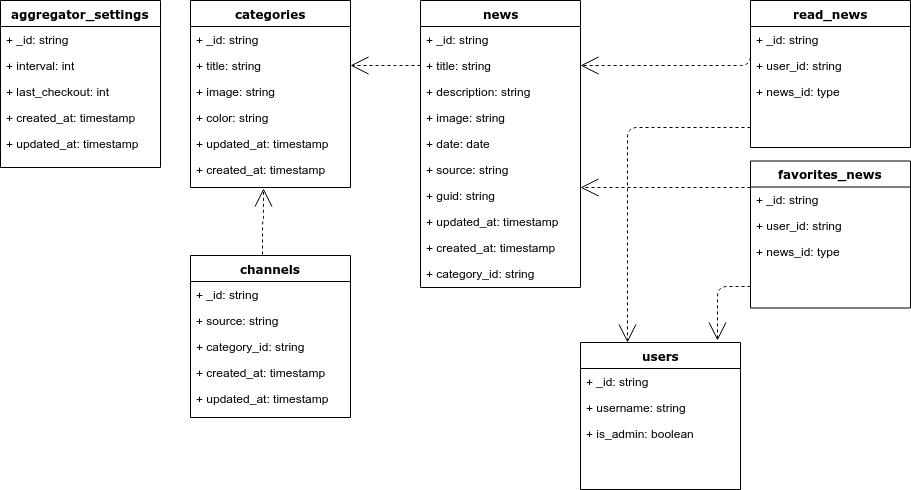 aggregator_settings
+ _id: string
+ interval: int
+ last_checkout: int
+ created_at: timestamp
+ updated_at: timestamp
categories
+ _id: string
+ title: string
+ image: string
+ color: string
+ updated_at: timestamp
+ created_at: timestamp
news
+ _id: string
+ title: string
+ description: string
+ image: string
+ date: date
+ source: string
+ guid: string
+ updated_at: timestamp
+ created_at: timestamp
+ category_id: string
read_news
+ _id: string
+ user_id: string
+ news_id: type
favorites_news
+ _id: string
+ user_id: string
+ news_id: type
channels
+ _id: string
+ source: string
+ category_id: string
+ created_at: timestamp
+ updated_at: timestamp
users
+ _id: string
+ username: string
+ is_admin: boolean